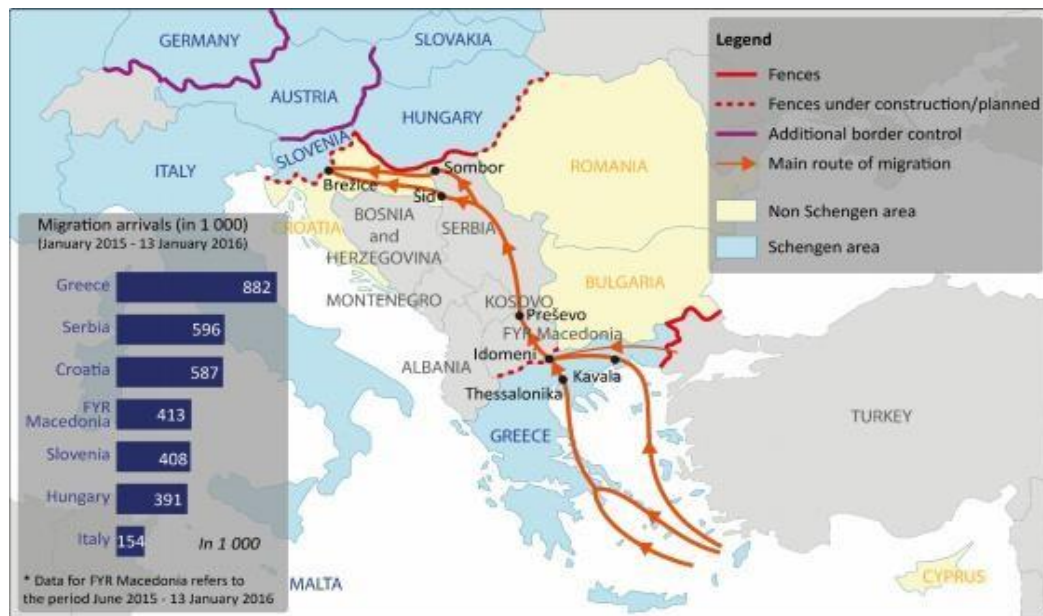 GERMANY
SLOVAKIA
AUSTRIA
HUNGARY
SLOVENIA
ITALY
ROMANIA
Brežice
Sombor
Šid
CROATIA
BOSNIA
and
HERZEGOVINA
SERBIA
MONTENEGRO
KOSOVO
BULGARIA
Preševo
FYR Macedonia
Idomeni
ALBANIA
Kavala
Thessalonika
GREECE
TURKEY
MALTA
CYPRUS
Legend
Fences
Fences under construction/planned
Additional border control
Main route of migration
Non Schengen area
Schengen area
Migration arrivals (in 1 000)
(January 2015 - 13 January 2016)
Greece 882
Serbia 596
Croatia 587
FYR
Macedonia 413
Slovenia 408
Hungary 391
Italy 154
In 1 000
* Data for FYR Macedonia refers to
the period June 2015 - 13 January 2016